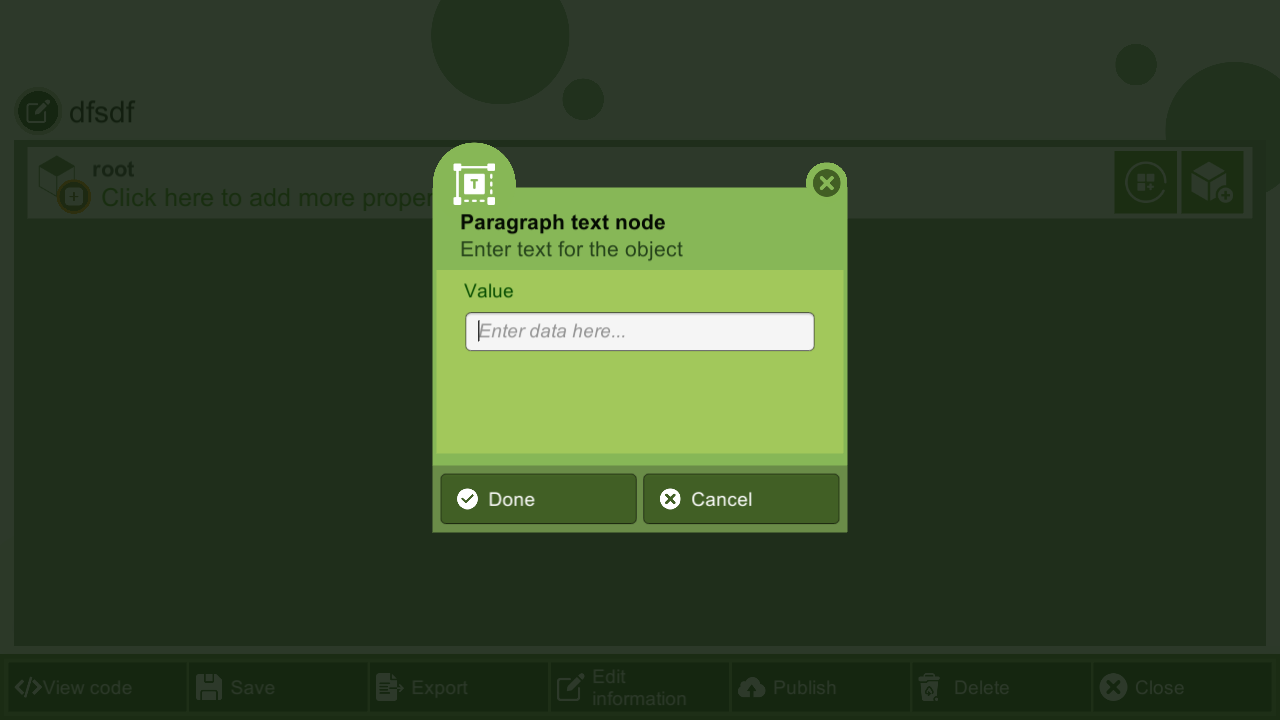 dfsdf
root
Click here to add more proper
T
Paragraph text node
Enter text for the object
Value
Enter data here...
Done
Cancel
</>View code
Save
Export
Edit
information
Publish
Delete
Close